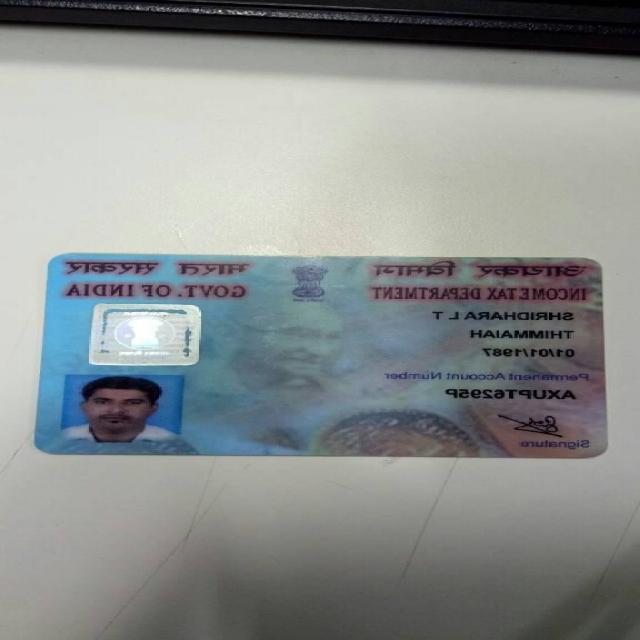 आयकर विभाग
INCOME TAX DEPARTMENT
भारत सरकार
GOVT. OF INDIA
SHRIDHARA L T
THIMMAIAH
01/01/1987
Permanent Account Number
AXUPT6295P
Signature